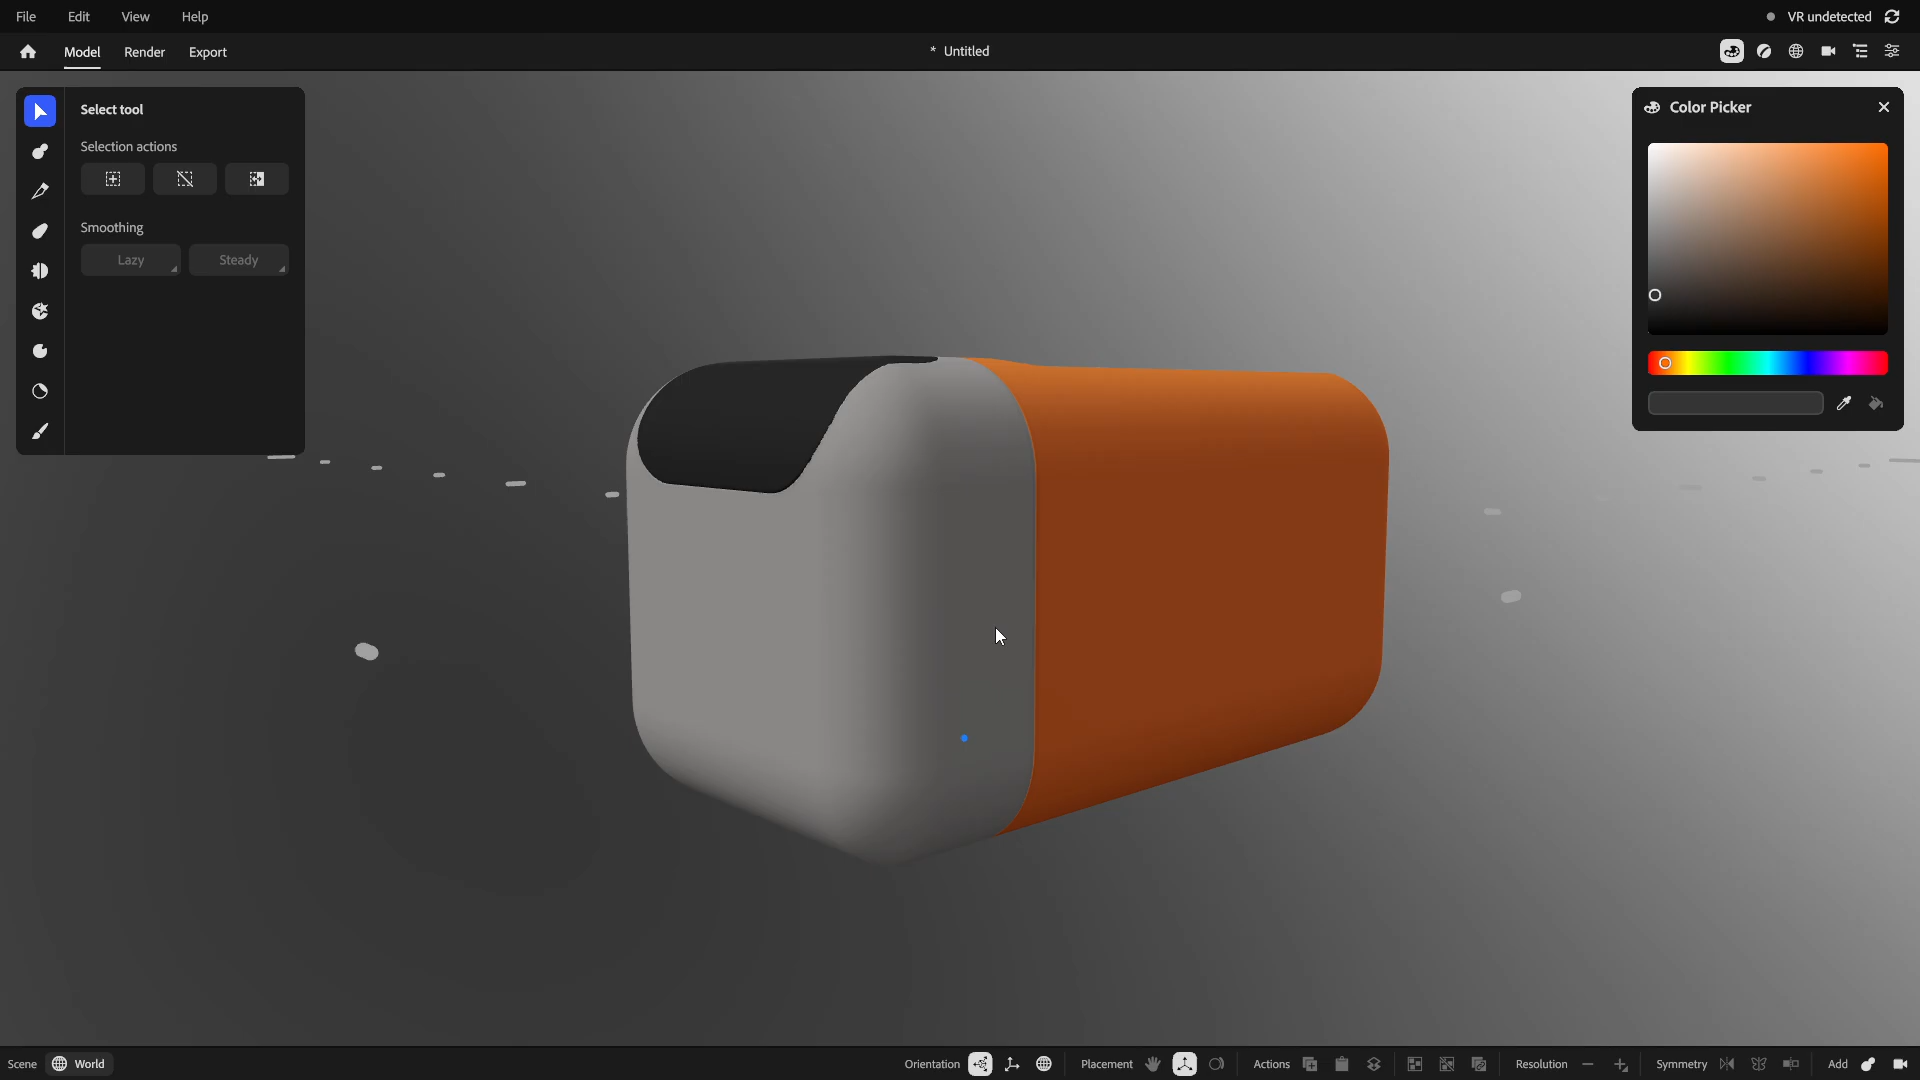 File Edit View Help
VR undetected
Model Render Export
* Untitled
Select tool
Selection actions
Smoothing
Lazy Steady
Color Picker
Scene World Orientation Placement Actions Resolution Symmetry Add